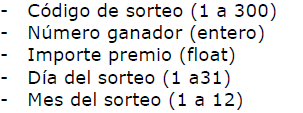 - Código de sorteo (1 a 300)
- Número ganador (entero)
- Importe premio (float)
- Día del sorteo (1 a31)
- Mes del sorteo (1 a 12)